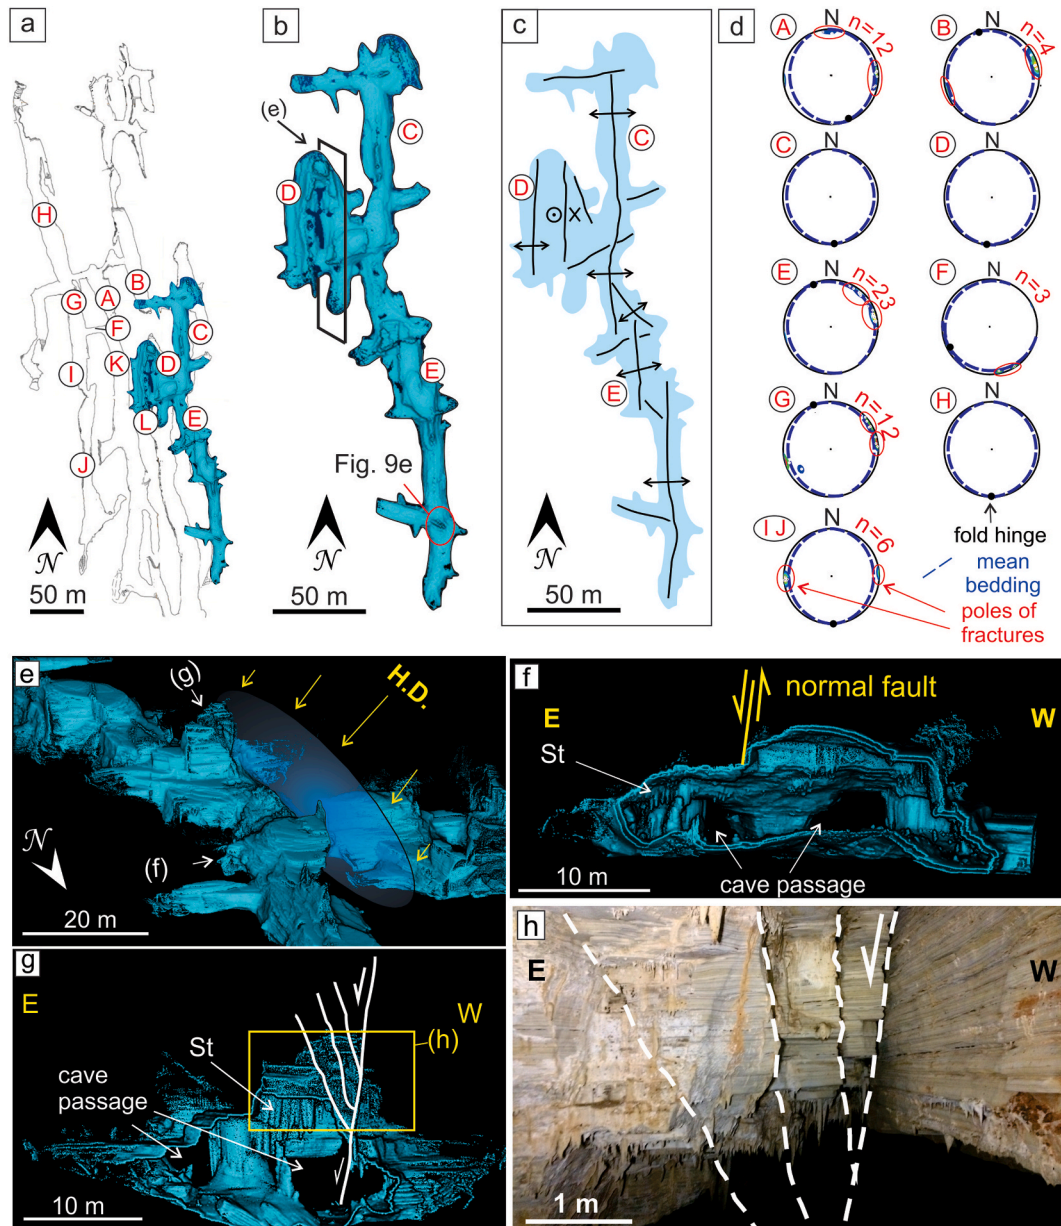 a
H
B
G
A
C
F
K
D
I
L
E
J
N
50 m
b
(e)
C
D
E
Fig. 9e
N
50 m
c
C
D
X
E
N
50 m
d
A
N
n=12
B
N
n=4
C
N
D
N
E
N
n=23
F
N
n=3
G
N
n=12
H
N
I J
N
n=6
fold hinge
mean
bedding
poles of
fractures
e
(g)
H.D.
N
(f)
20 m
f
normal fault
E
W
St
10 m
cave passage
g
E
W
St
(h)
cave
passage
10 m
h
E
W
1 m